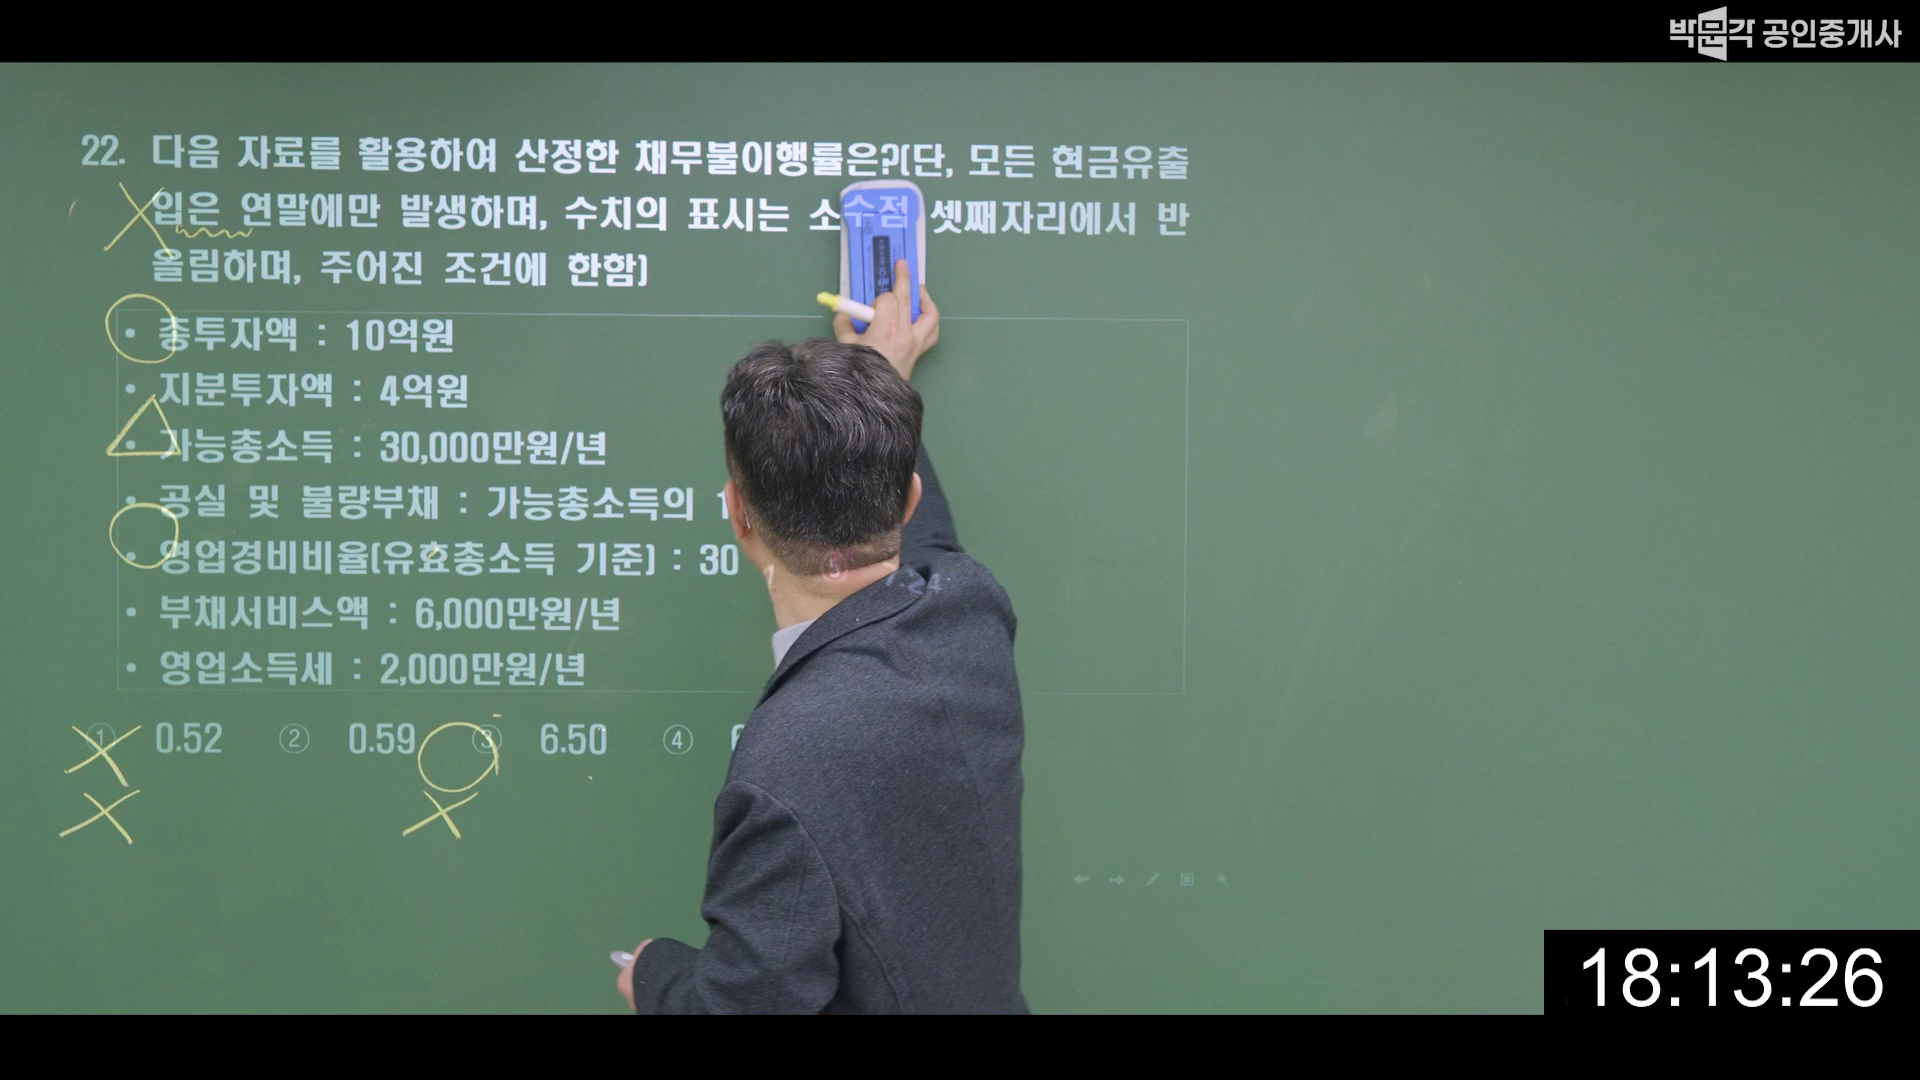 박문각 공인중개사
22. 다음 자료를 활용하여 산정한 채무불이행률은?(단, 모든 현금유출
입은 연말에만 발생하며, 수치의 표시는 소수점 셋째자리에서 반
올림하며, 주어진 조건에 한함)
• 총투자액 : 10억원
• 지분투자액 : 4억원
• 가능총소득 : 30,000만원/년
• 공실 및 불량부채 : 가능총소득의
• 영업경비비율(유효총소득 기준) : 30
• 부채서비스액 : 6,000만원/년
• 영업소득세 : 2,000만원/년
① 0.52 ② 0.59 ③ 6.50 ④
18:13:26